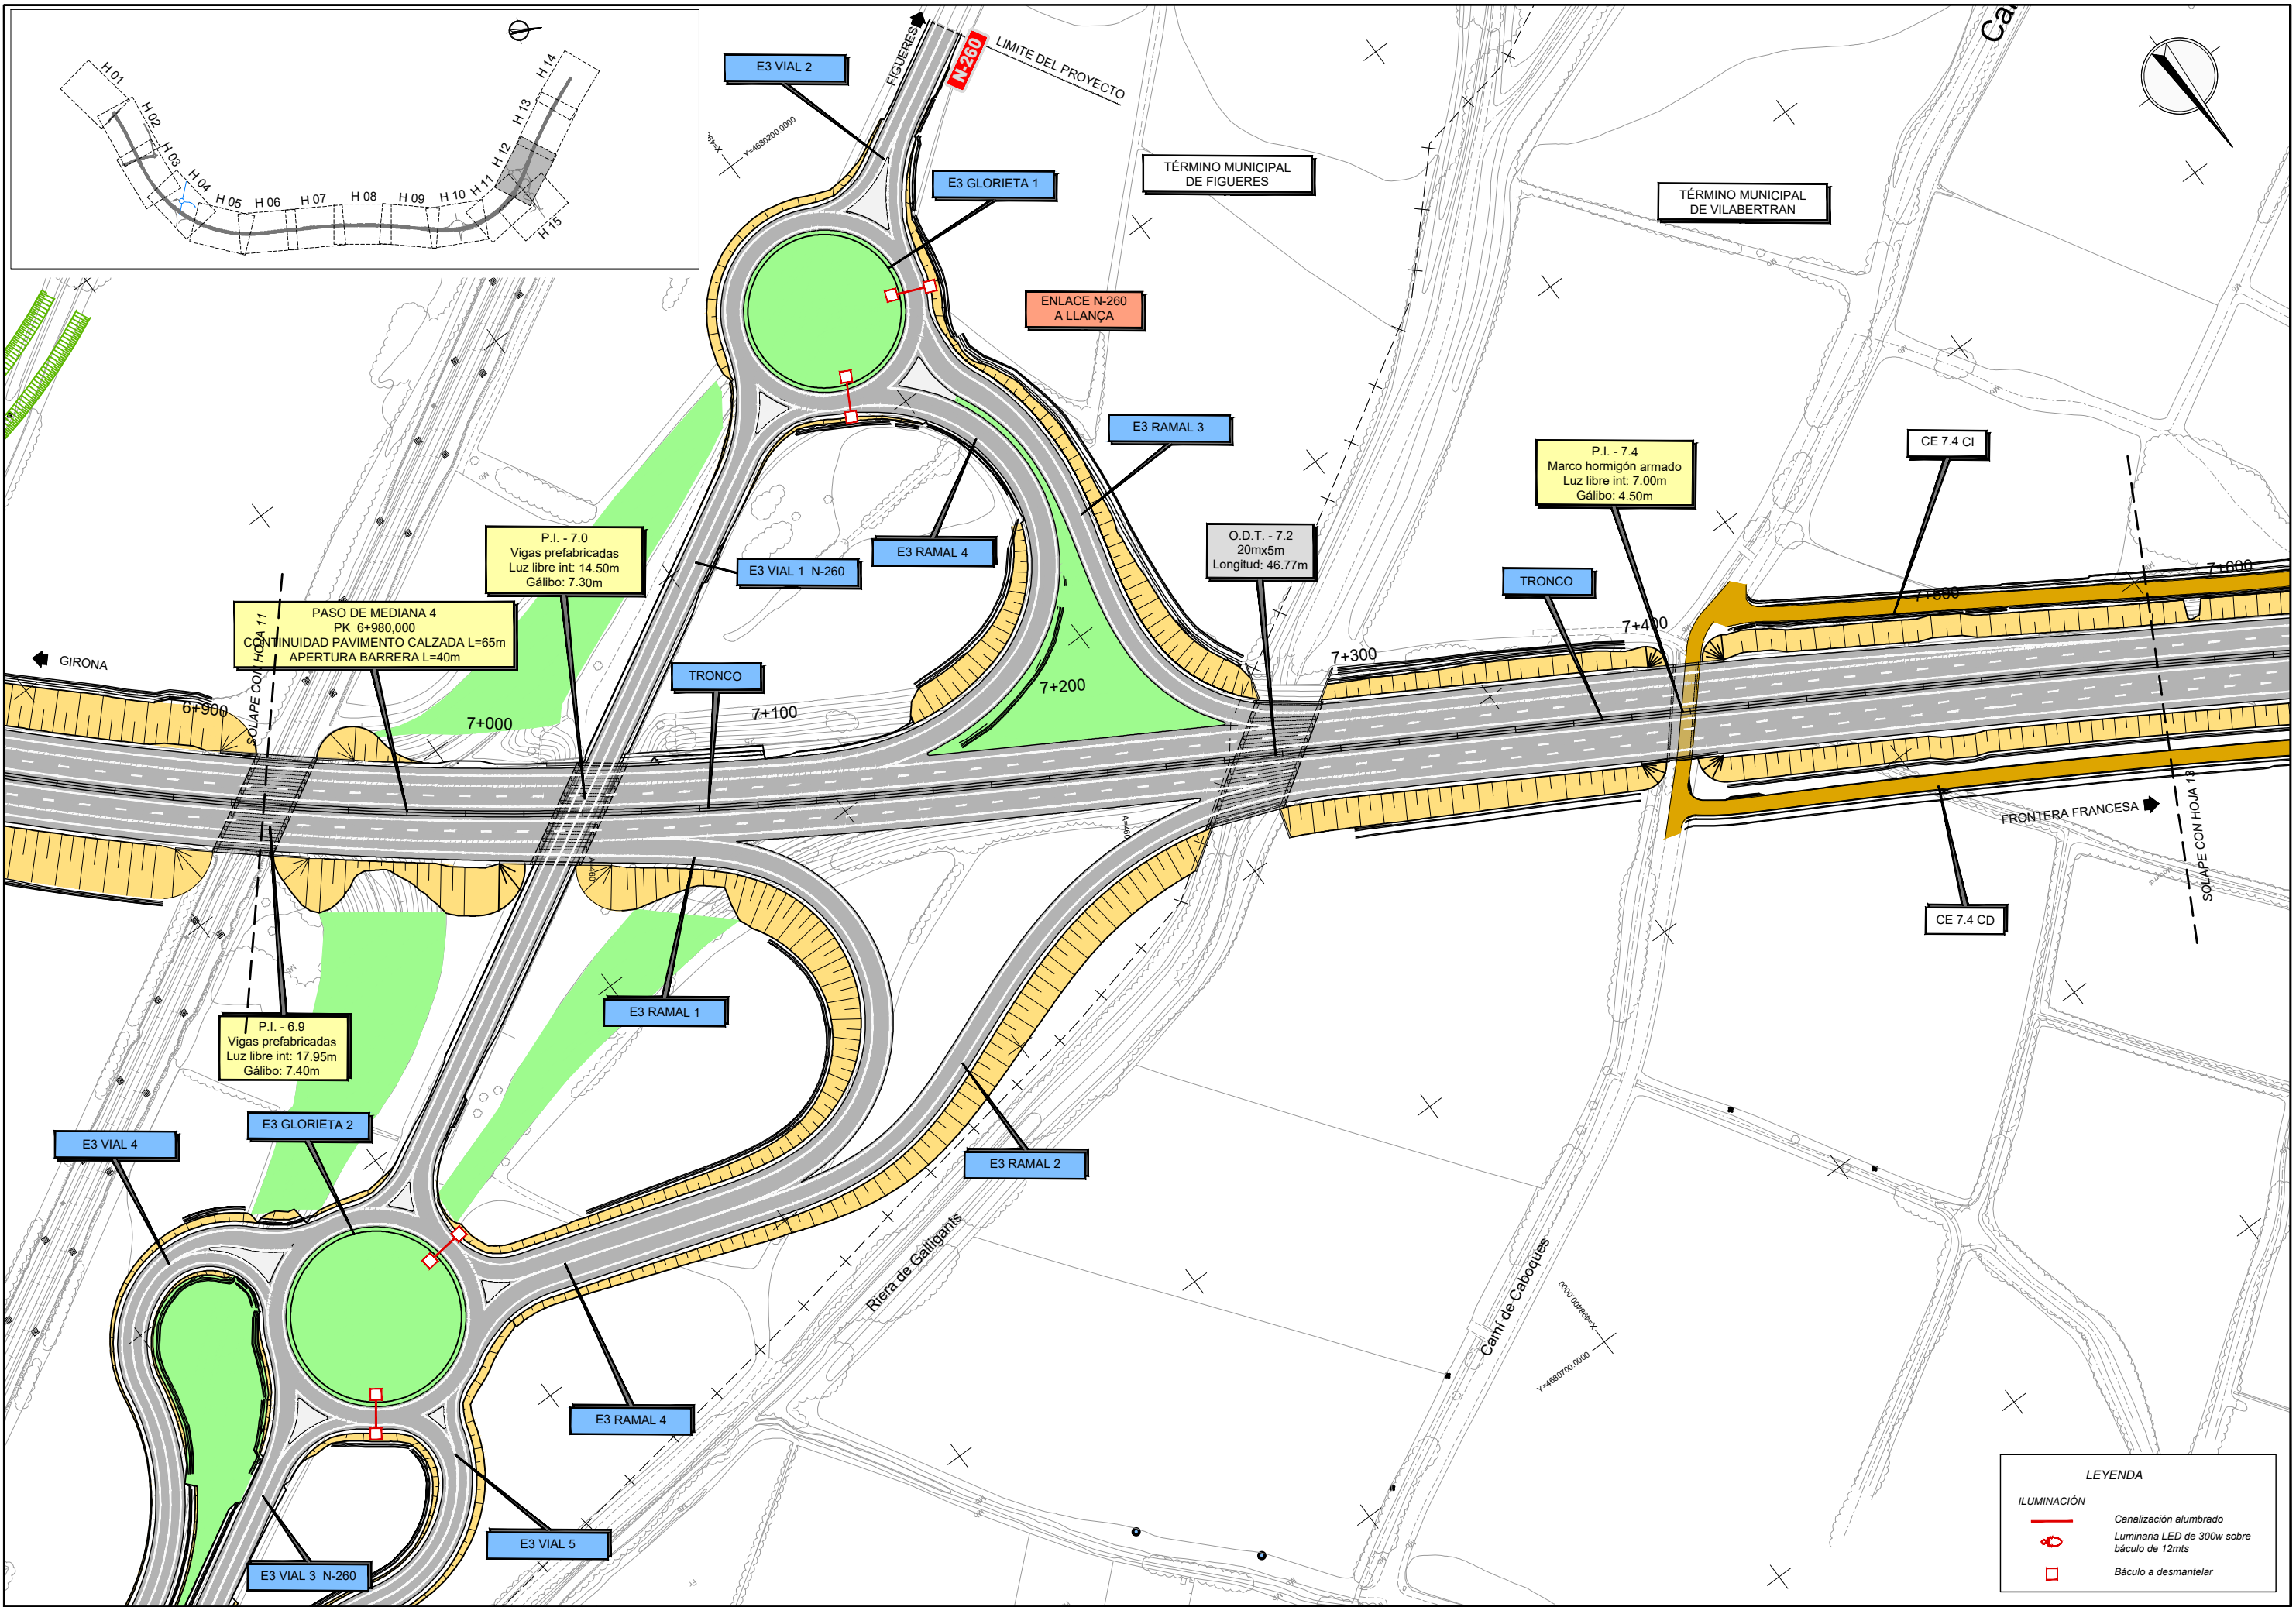 H 01
H 02
H 03
H 04
H 05
H 06
H 07
H 08
H 09
H 10
H 11
H 12
H 13
H 14
H 15
FIGUERES
N-260
LIMITE DEL PROYECTO
E3 VIAL 2
Y=4680200.0000
E3 GLORIETA 1
TÉRMINO MUNICIPAL
DE FIGUERES
TÉRMINO MUNICIPAL
DE VILABERTRAN
ENLACE N-260
A LLANÇA
E3 RAMAL 3
P.I. - 7.4
Marco hormigón armado
Luz libre int: 7.00m
Gálibo: 4.50m
CE 7.4 CI
P.I. - 7.0
Vigas prefabricadas
Luz libre int: 14.50m
Gálibo: 7.30m
E3 VIAL 1 N-260
E3 RAMAL 4
O.D.T. - 7.2
20mx5m
Longitud: 46.77m
TRONCO
7+600
7+500
7+400
7+300
PASO DE MEDIANA 4
PK 6+980,000
CONTINUIDAD PAVIMENTO CALZADA L=65m
APERTURA BARRERA L=40m
SOLAPE CON HOJA 11
GIRONA
TRONCO
6+900
7+000
7+100
7+200
A=460
A=460
FRONTERA FRANCESA
SOLAPE CON HOJA 13
CE 7.4 CD
E3 RAMAL 1
P.I. - 6.9
Vigas prefabricadas
Luz libre int: 17.95m
Gálibo: 7.40m
E3 GLORIETA 2
E3 VIAL 4
E3 RAMAL 2
Riera de Galligants
Camí de Caboques
X=498400.0000
Y=4680700.0000
E3 RAMAL 4
E3 VIAL 5
E3 VIAL 3 N-260
LEYENDA
ILUMINACIÓN
Canalización alumbrado
Luminaria LED de 300w sobre
báculo de 12mts
Báculo a desmantelar